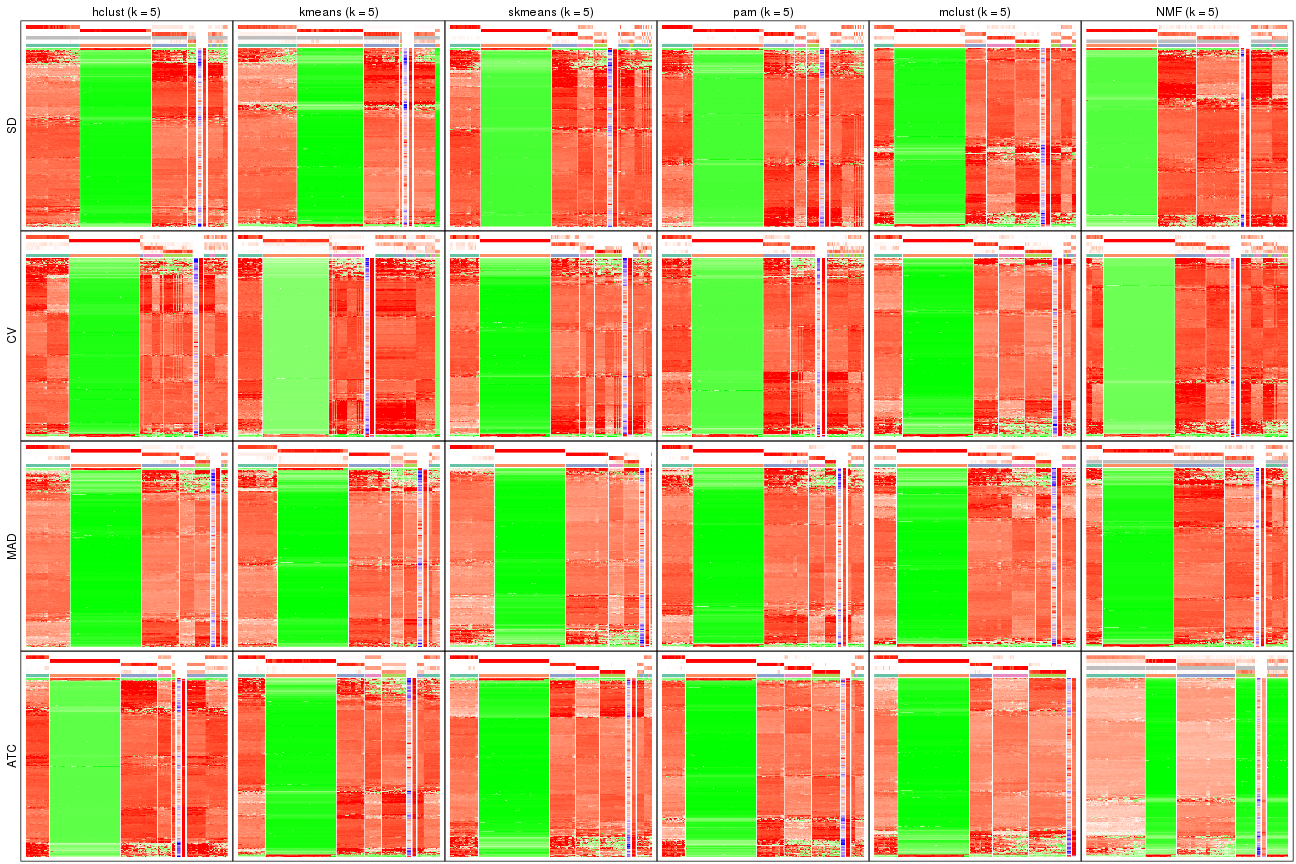 hclust (k = 5)
kmeans (k = 5)
skmeans (k = 5)
pam (k = 5)
mclust (k = 5)
NMF (k = 5)
SD
CV
MAD
ATC